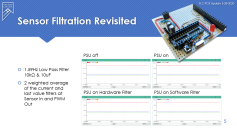 Sensor Filtration Revisited
1.59Hz Low Pass Filter
10kΩ & 10uF
2 weighted average
of the current and
last value filters at
Sensor In and PWM
Out
PSU off
PSU on
PSU on Hardware Filter
PSU on Software Filter